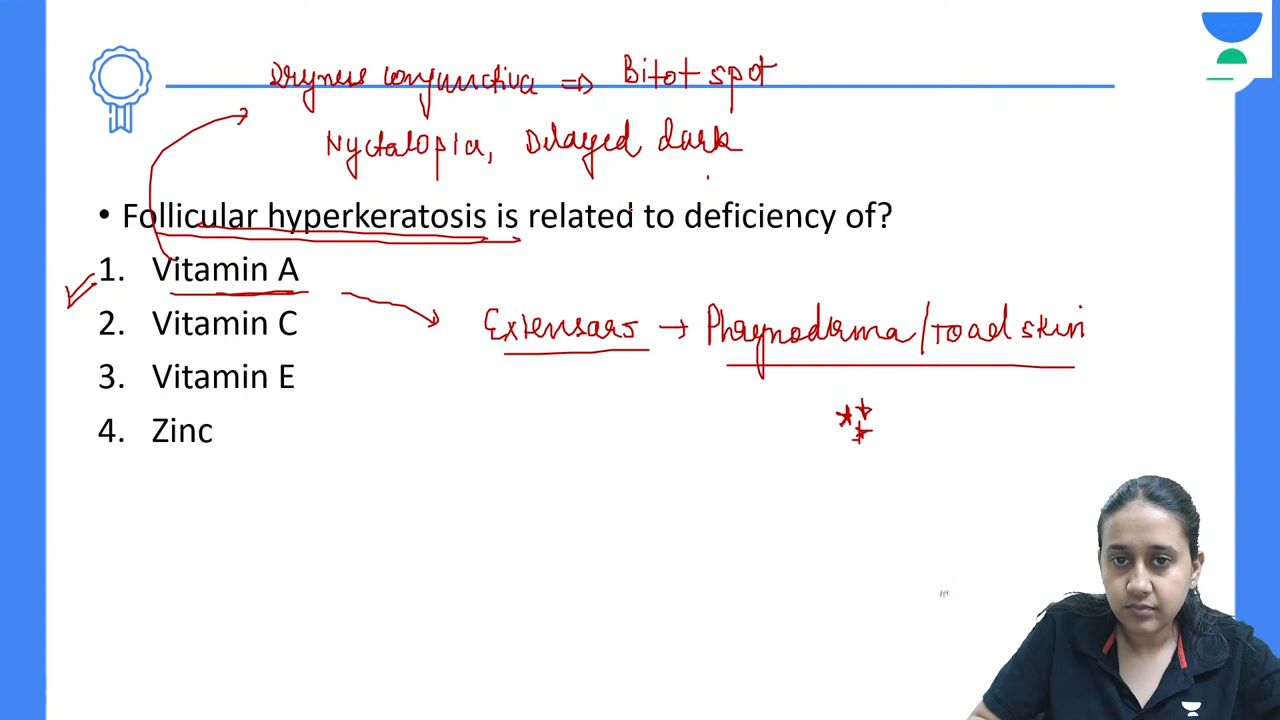 Dryness conjunctiva ⇒ Bitot spot
Nyctalopia, Delayed dark
• Follicular hyperkeratosis is related to deficiency of?
1. Vitamin A
2. Vitamin C
Extensors → Phrynoderma/Toad skin
3. Vitamin E
4. Zinc